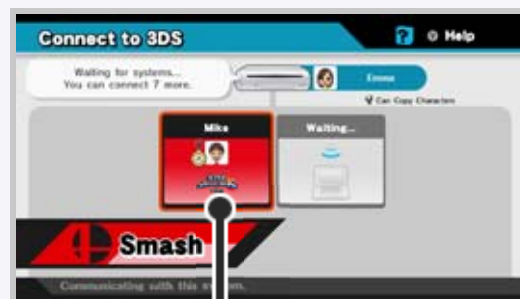 Connect to 3DS
? Help
Waiting for systems...
You can connect 7 more.
Emma
Can Copy Characters
Mike
Waiting...
Smash
Communicating with this system.